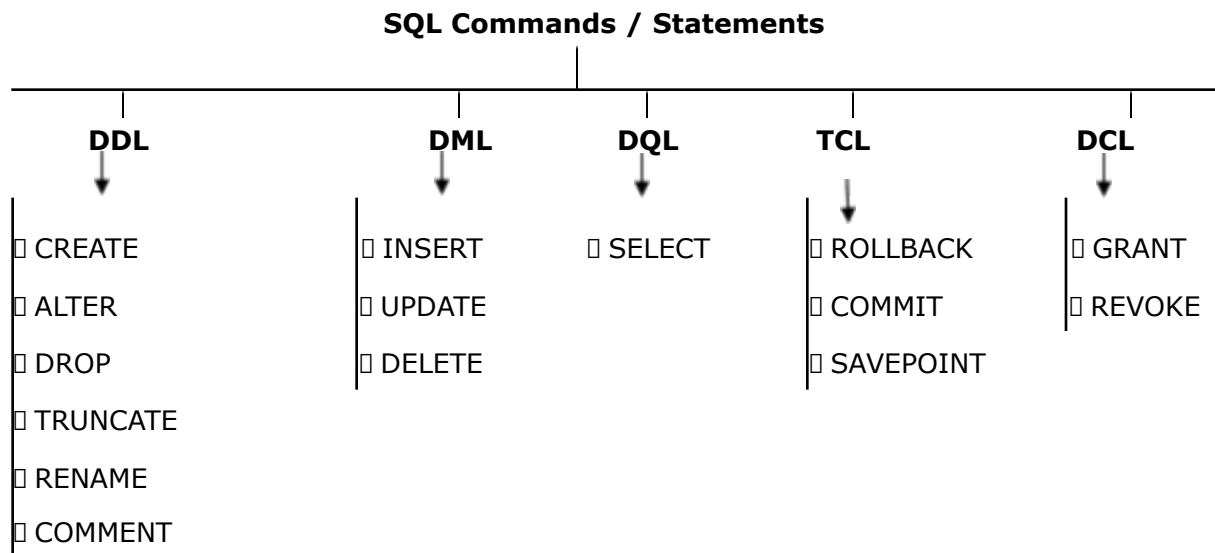 SQL Commands / Statements
DDL DML DQL TCL DCL
▯ CREATE ▯ INSERT ▯ SELECT ▯ ROLLBACK ▯ GRANT
▯ ALTER ▯ UPDATE ▯ COMMIT ▯ REVOKE
▯ DROP ▯ DELETE ▯ SAVEPOINT
▯ TRUNCATE
▯ RENAME
▯ COMMENT